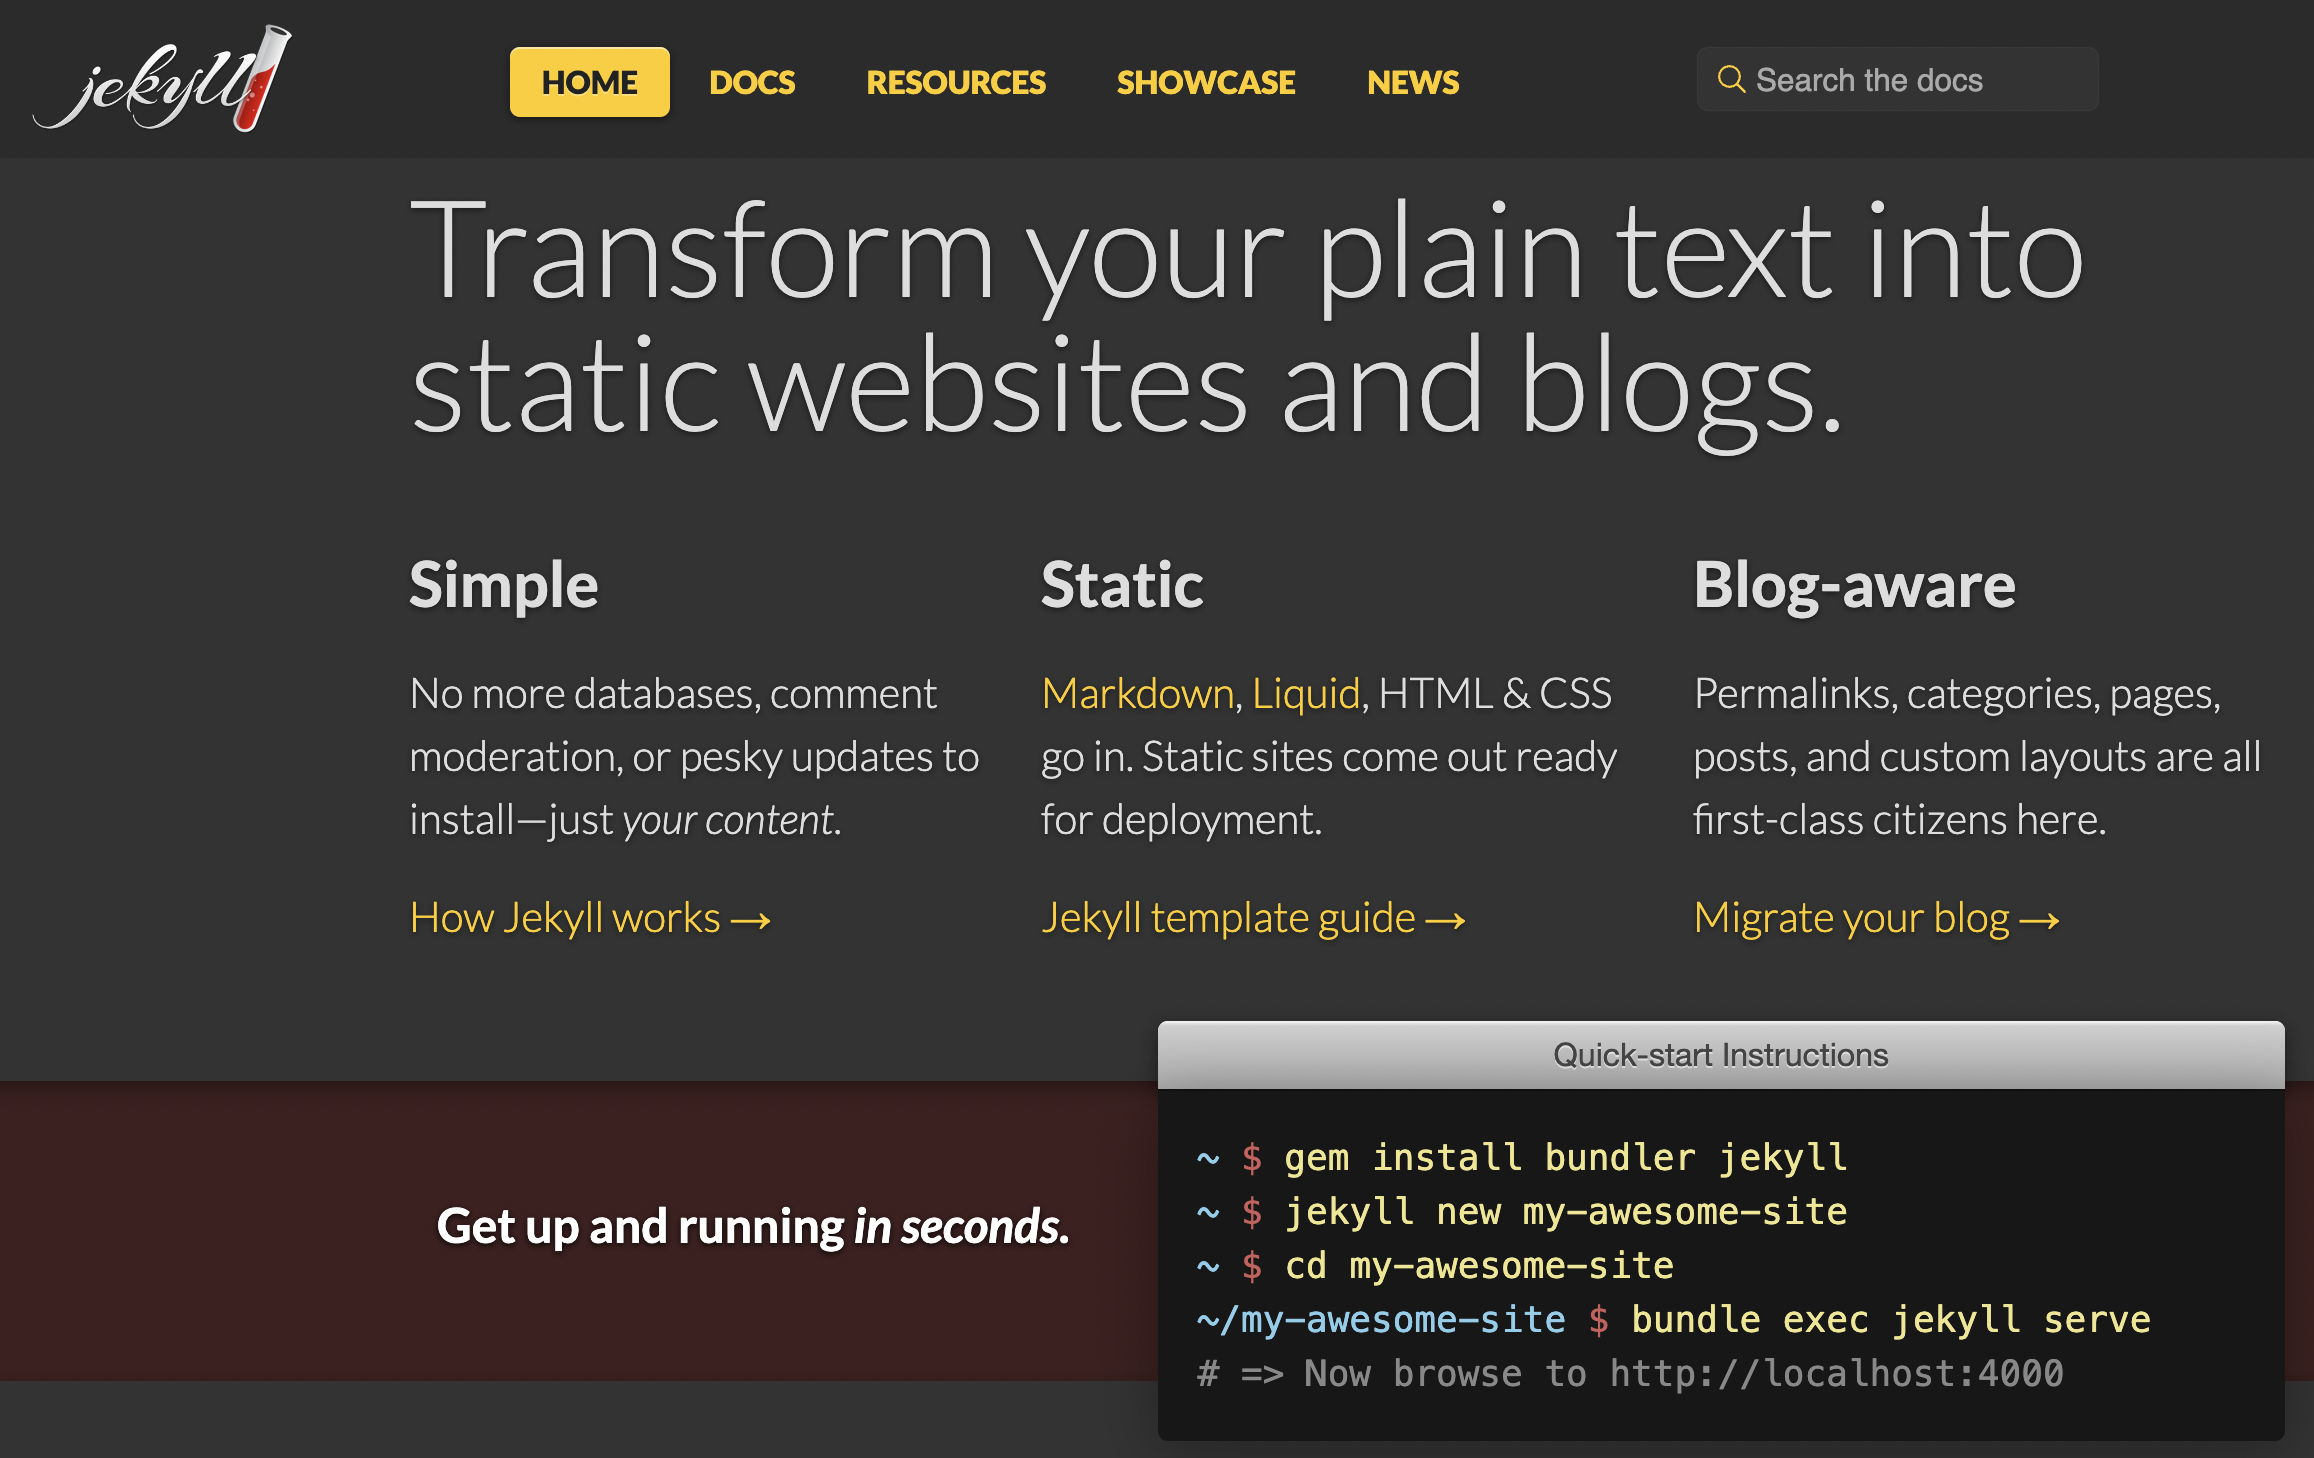 jekyll
HOME DOCS RESOURCES SHOWCASE NEWS Search the docs
Transform your plain text into
static websites and blogs.
Simple
No more databases, comment
moderation, or pesky updates to
install—just your content.
How Jekyll works →
Static
Markdown, Liquid, HTML & CSS
go in. Static sites come out ready
for deployment.
Jekyll template guide →
Blog-aware
Permalinks, categories, pages,
posts, and custom layouts are all
first-class citizens here.
Migrate your blog →
Get up and running in seconds.
Quick-start Instructions
~ $ gem install bundler jekyll
~ $ jekyll new my-awesome-site
~ $ cd my-awesome-site
~/my-awesome-site $ bundle exec jekyll serve
# => Now browse to http://localhost:4000